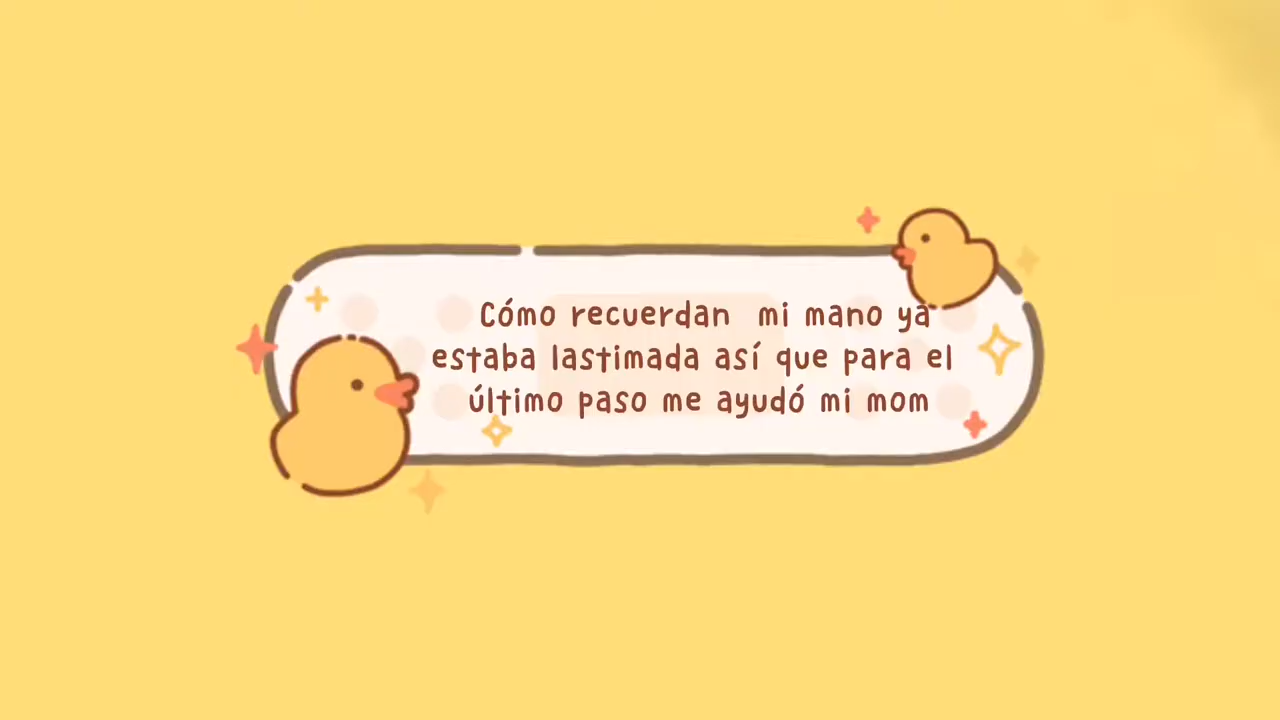 Cómo recuerdan mi mano ya
estaba lastimada así que para el
último paso me ayudó mi mom